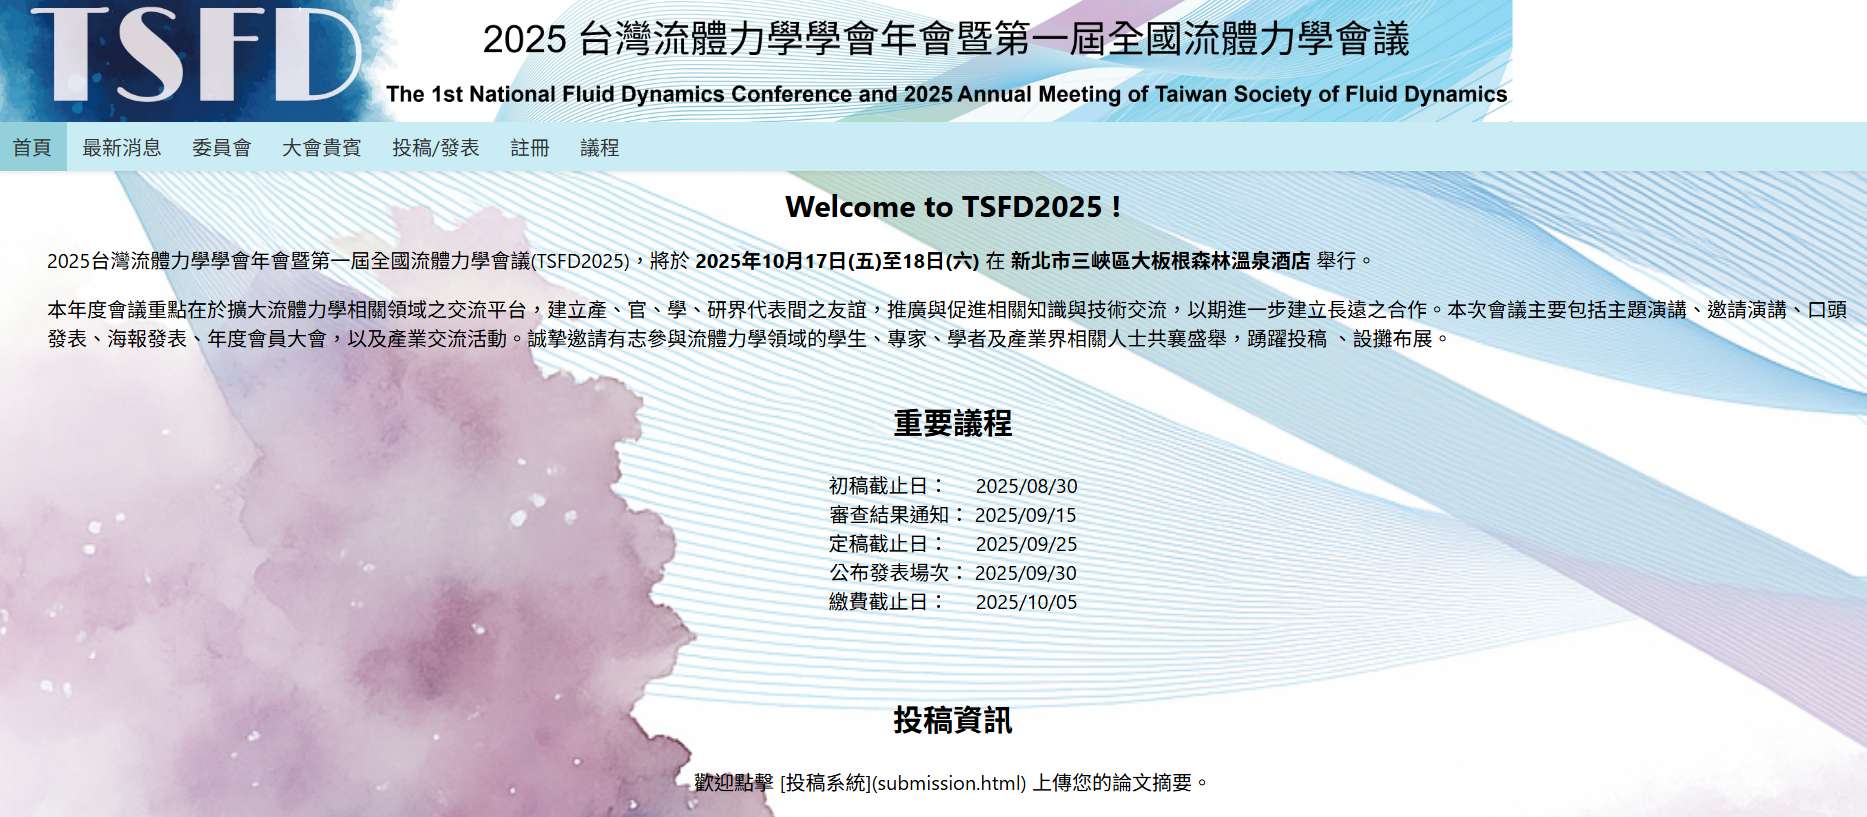 TSFD
2025 台灣流體力學學會年會暨第一屆全國流體力學會議
The 1st National Fluid Dynamics Conference and 2025 Annual Meeting of Taiwan Society of Fluid Dynamics
首頁 最新消息 委員會 大會貴賓 投稿/發表 註冊 議程
Welcome to TSFD2025 !
2025台灣流體力學學會年會暨第一屆全國流體力學會議(TSFD2025)，將於 2025年10月17日(五)至18日(六) 在 新北市三峽區大板根森林溫泉酒店 舉行。
本年度會議重點在於擴大流體力學相關領域之交流平台，建立產、官、學、研界代表間之友誼，推廣與促進相關知識與技術交流，以期進一步建立長遠之合作。本次會議主要包括主題演講、邀請演講、口頭
發表、海報發表、年度會員大會，以及產業交流活動。誠摯邀請有志參與流體力學領域的學生、專家、學者及產業界相關人士共襄盛舉，踴躍投稿 、設攤布展。
重要議程
初稿截止日： 2025/08/30
審查結果通知： 2025/09/15
定稿截止日： 2025/09/25
公布發表場次： 2025/09/30
繳費截止日： 2025/10/05
投稿資訊
歡迎點擊 [投稿系統](submission.html) 上傳您的論文摘要。